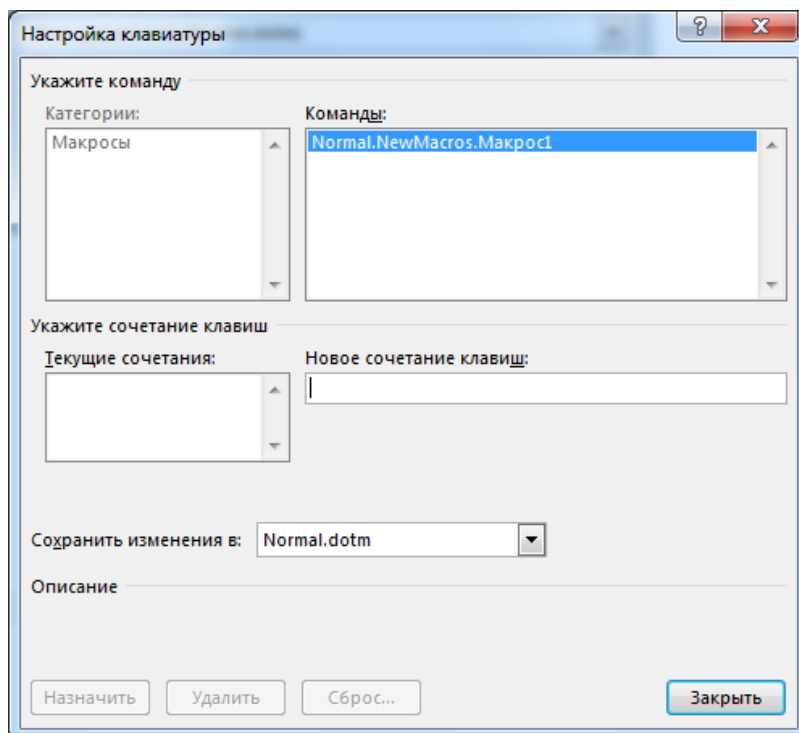 Настройка клавиатуры
Укажите команду
Категории:
Команды:
Макросы
Normal.NewMacros.Макрос1
Укажите сочетание клавиш
Текущие сочетания:
Новое сочетание клавиш:
Сохранить изменения в:
Normal.dotm
Описание
Назначить
Удалить
Сброс...
Закрыть